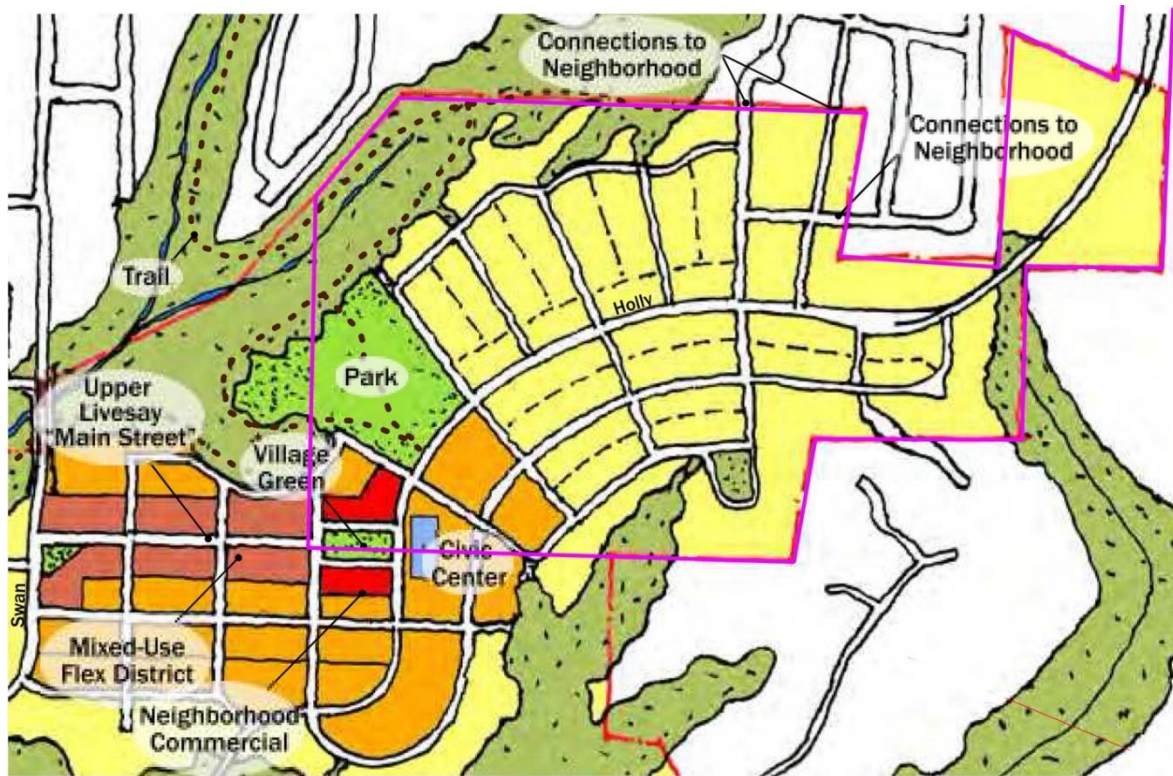 Connections to
Neighborhood
Connections to
Neighborhood
Trail
Holly
Park
Upper
Livesay
"Main Street"
Village
Green
Civic
Center
Swan
Mixed-Use
Flex District
Neighborhood
Commercial